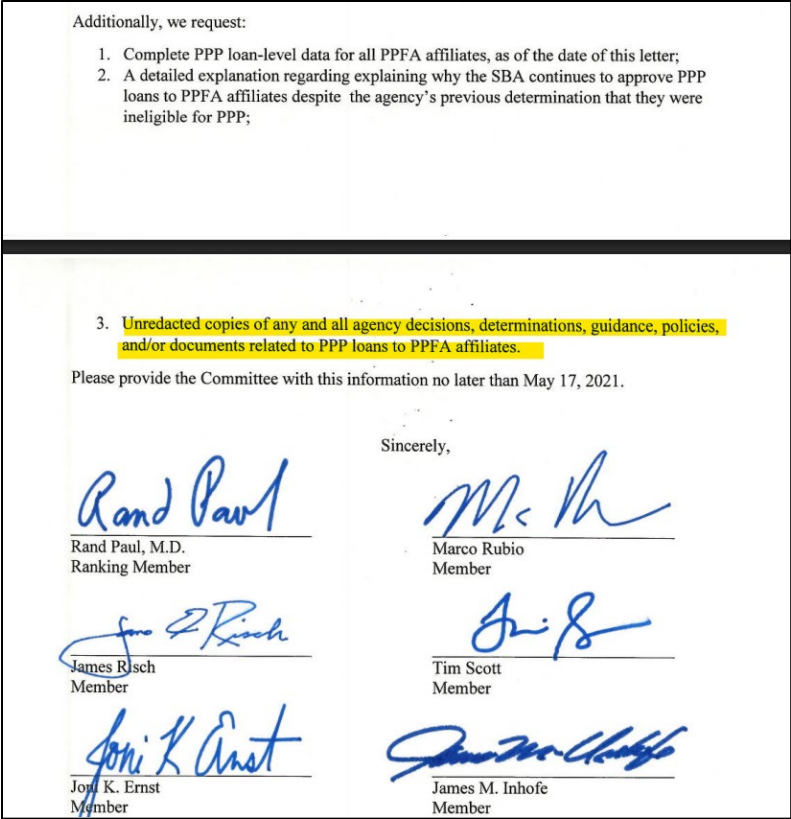 Additionally, we request:
1. Complete PPP loan-level data for all PPFA affiliates, as of the date of this letter;
2. A detailed explanation regarding explaining why the SBA continues to approve PPP
loans to PPFA affiliates despite the agency's previous determination that they were
ineligible for PPP;
3. Unredacted copies of any and all agency decisions, determinations, guidance, policies,
and/or documents related to PPP loans to PPFA affiliates.
Please provide the Committee with this information no later than May 17, 2021.
Sincerely,
Rand Paul
Rand Paul, M.D.
Ranking Member
Marco Rubio
Member
James E Risch
James Risch
Member
Tim Scott
Member
Joni K Ernst
Joni K. Ernst
Member
James M. Inhofe
Member